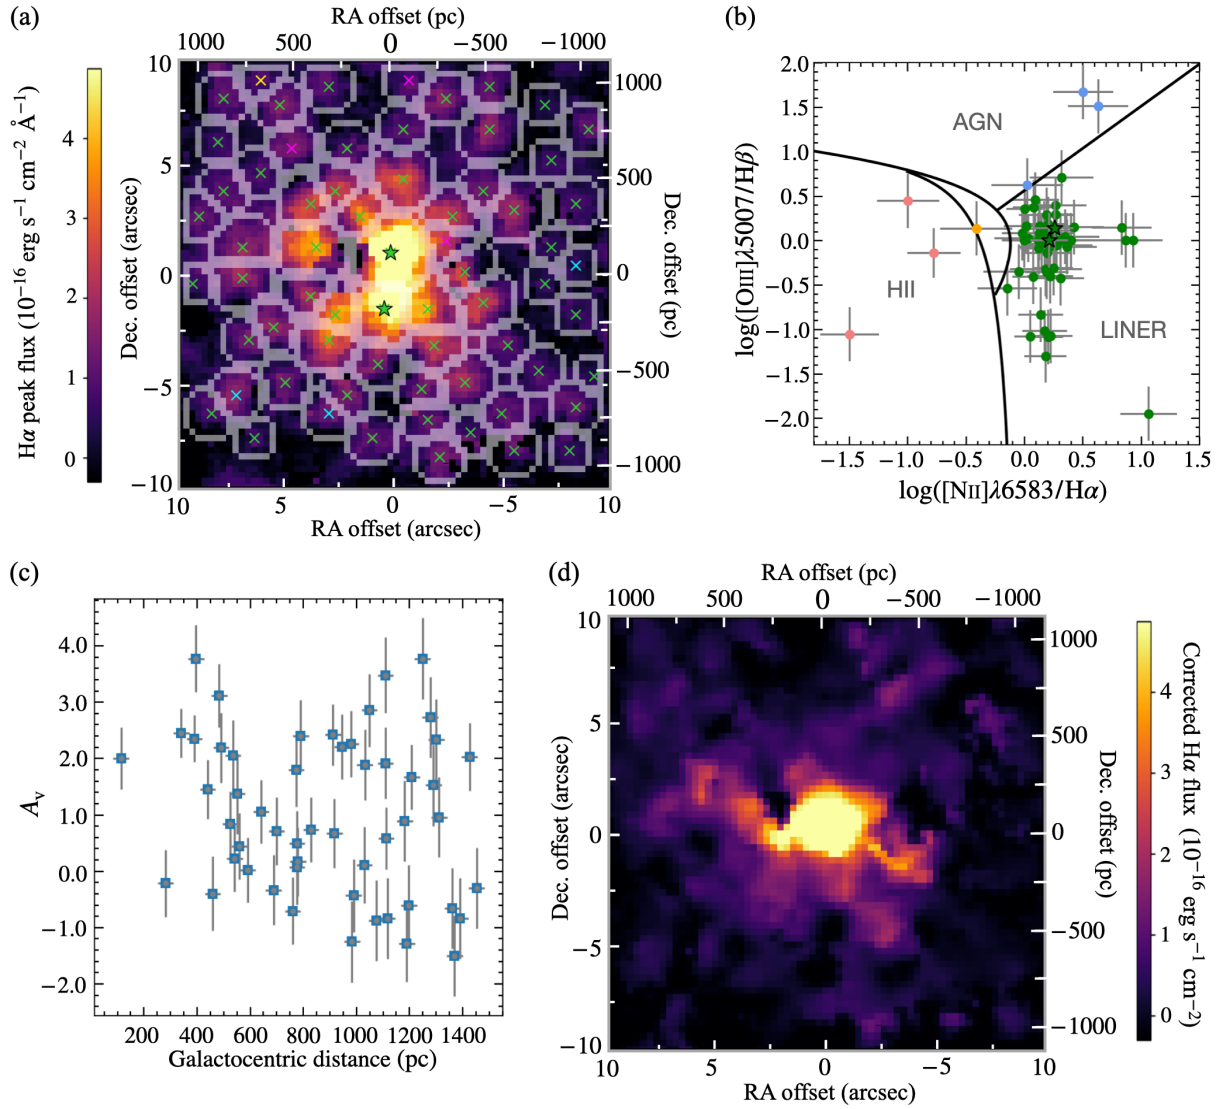 (a)
RA offset (pc)
1000 500 0 −500 −1000
Hα peak flux (10⁻¹⁶ erg s⁻¹ cm⁻² Å⁻¹)
4
3
2
1
0
Dec. offset (arcsec)
10
5
0
−5
−10
1000
500
0
−500
−1000
Dec. offset (pc)
10 5 0 −5 −10
RA offset (arcsec)
(b)
log([OIII]λ5007/Hβ)
2.0
1.5
1.0
0.5
0.0
−0.5
−1.0
−1.5
−2.0
AGN
HII
LINER
−1.5 −1.0 −0.5 0.0 0.5 1.0 1.5
log([NII]λ6583/Hα)
(c)
Aᵥ
4.0
3.0
2.0
1.0
0.0
−1.0
−2.0
200 400 600 800 1000 1200 1400
Galactocentric distance (pc)
(d)
RA offset (pc)
1000 500 0 −500 −1000
Dec. offset (arcsec)
10
5
0
−5
−10
1000
500
0
−500
−1000
Dec. offset (pc)
10 5 0 −5 10
RA offset (arcsec)
4
3
2
1
0
Corrected Hα flux (10⁻¹⁶ erg s⁻¹ cm⁻²)